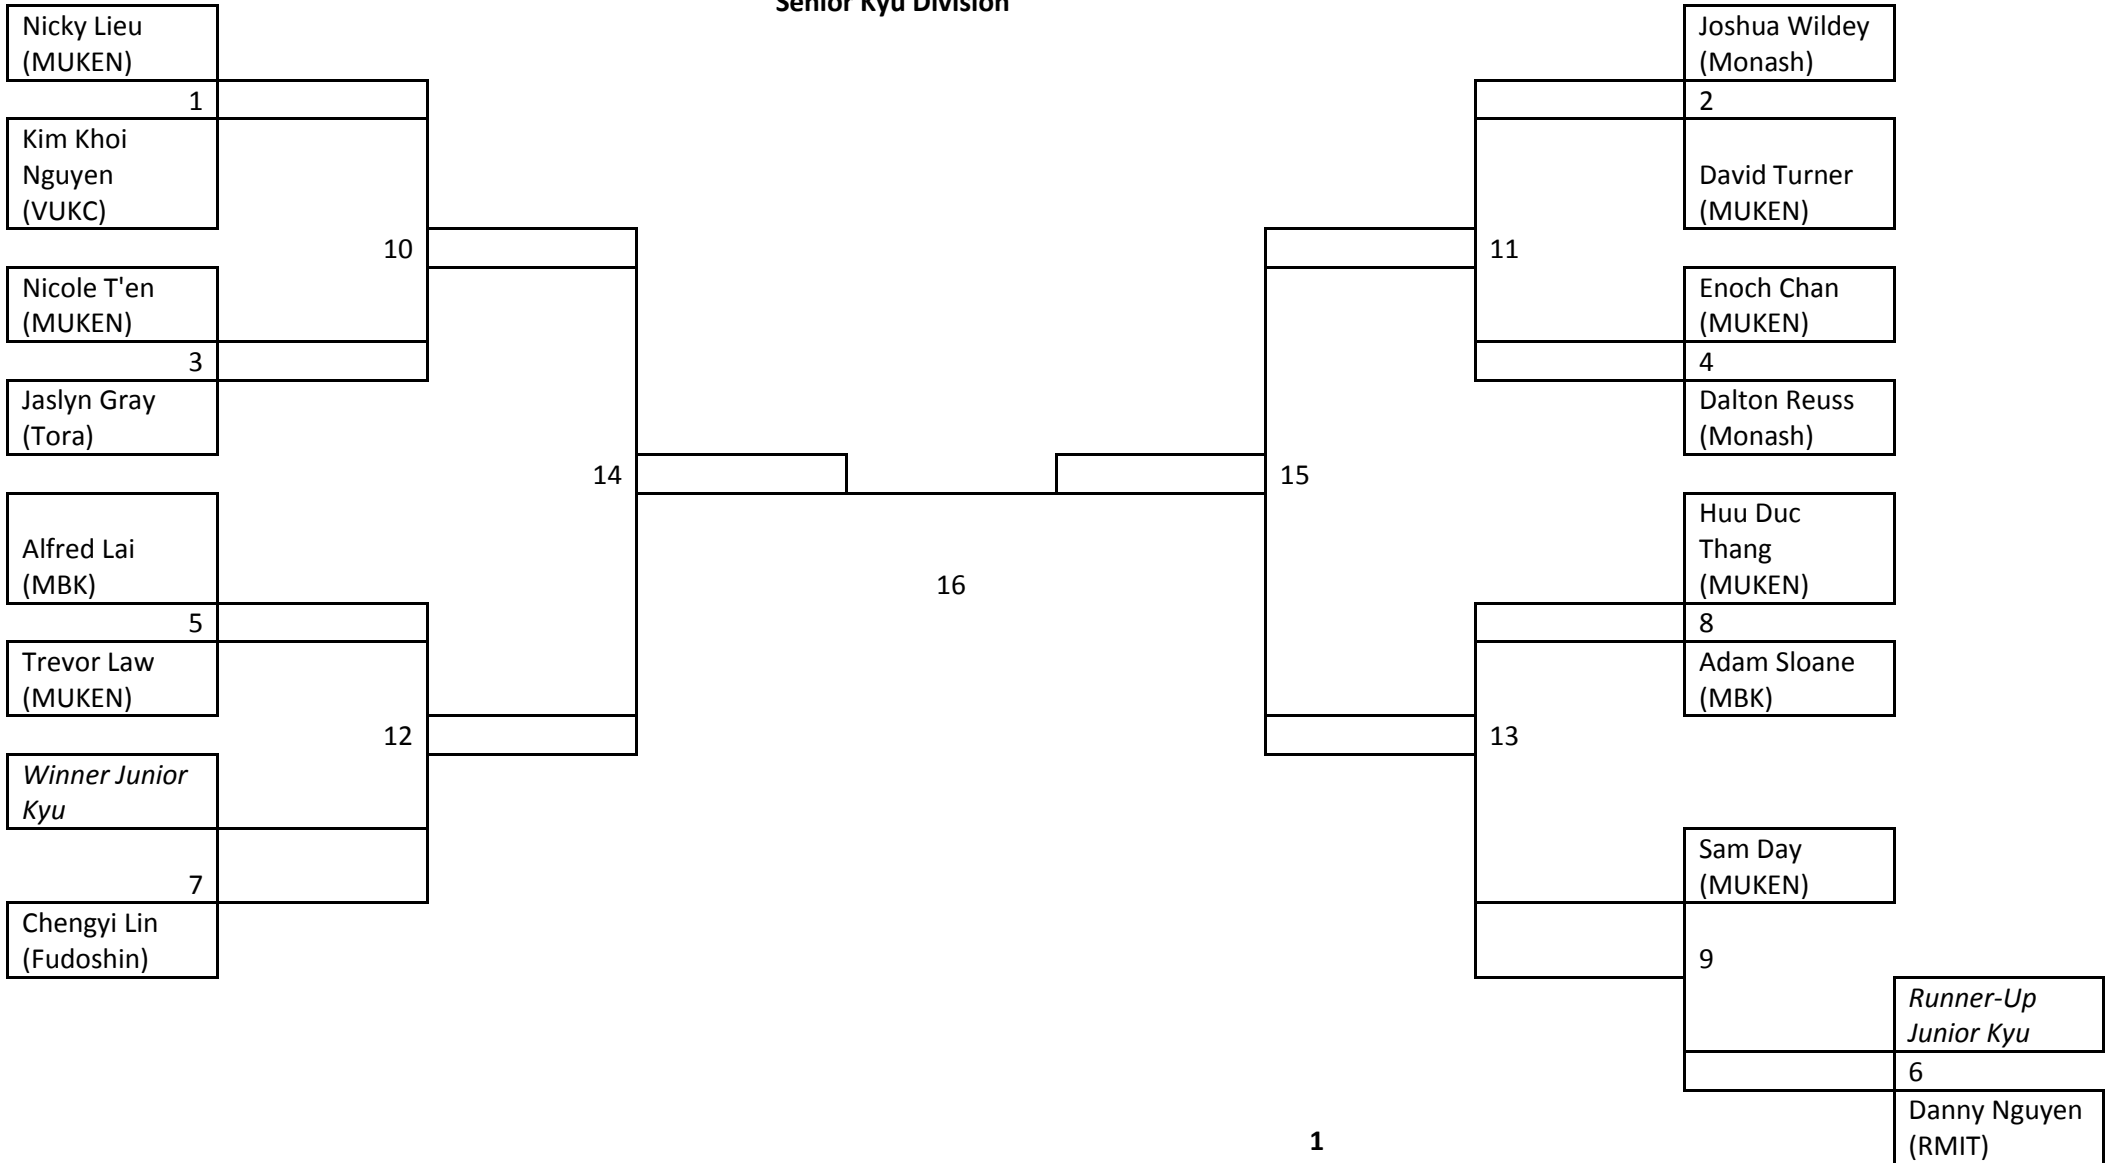 Senior Kyu Division
Nicky Lieu
(MUKEN)
1
Kim Khoi
Nguyen
(VUKC)
10
Nicole T'en
(MUKEN)
3
Jaslyn Gray
(Tora)
14
Alfred Lai
(MBK)
5
Trevor Law
(MUKEN)
12
Winner Junior
Kyu
7
Chengyi Lin
(Fudoshin)
16
Joshua Wildey
(Monash)
2
David Turner
(MUKEN)
11
Enoch Chan
(MUKEN)
4
Dalton Reuss
(Monash)
15
Huu Duc
Thang
(MUKEN)
8
Adam Sloane
(MBK)
13
Sam Day
(MUKEN)
9
Runner-Up
Junior Kyu
6
Danny Nguyen
(RMIT)
1